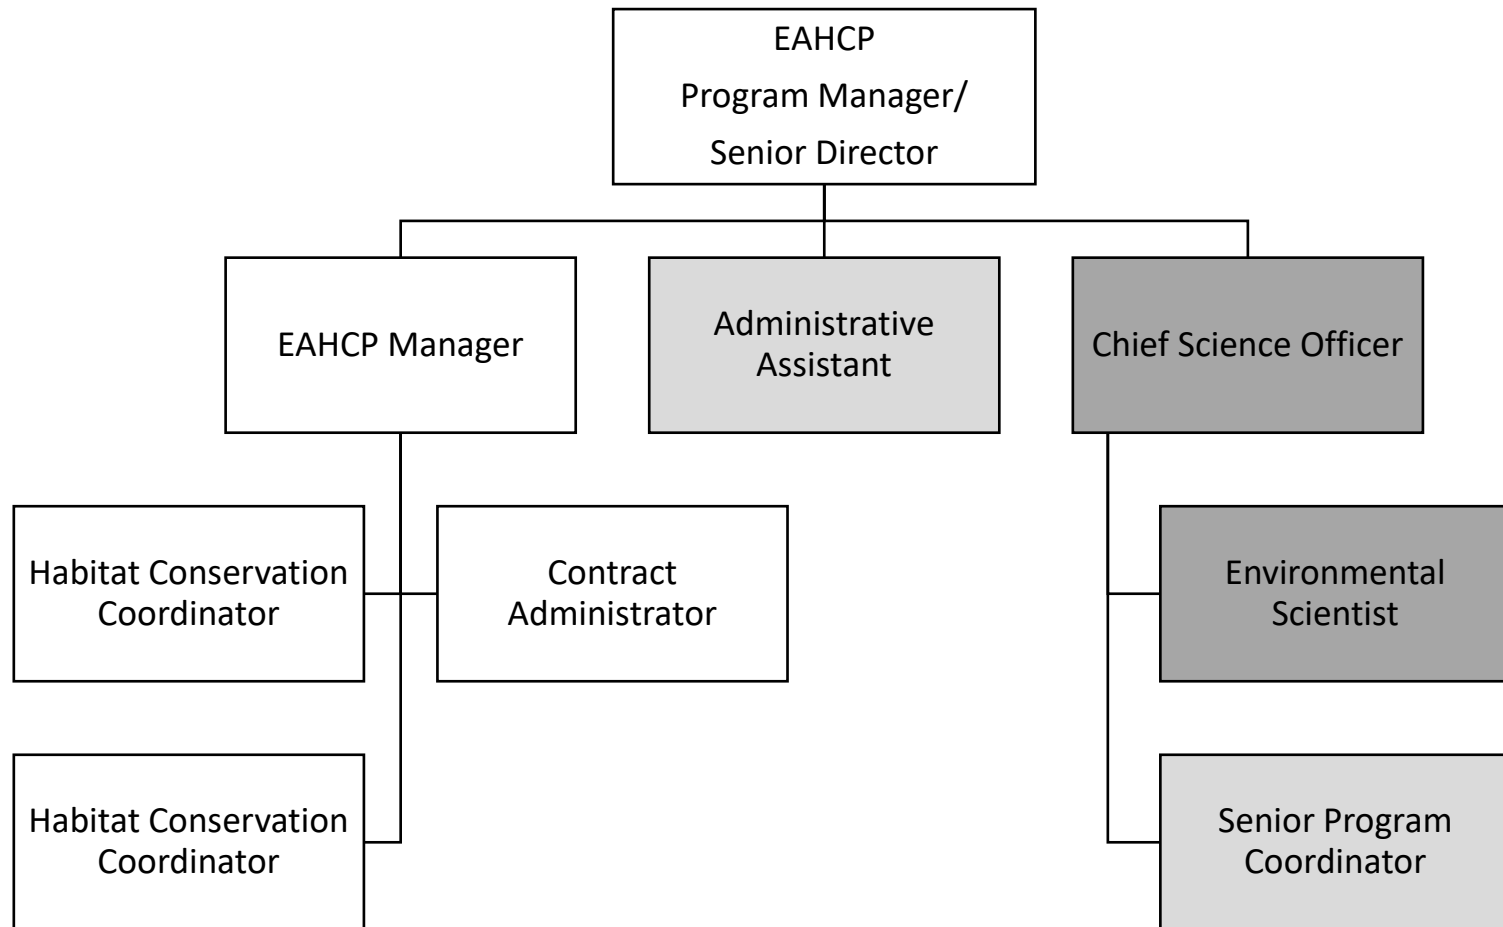 EAHCP
Program Manager/
Senior Director
EAHCP Manager
Administrative
Assistant
Chief Science Officer
Habitat Conservation
Coordinator
Contract
Administrator
Environmental
Scientist
Habitat Conservation
Coordinator
Senior Program
Coordinator